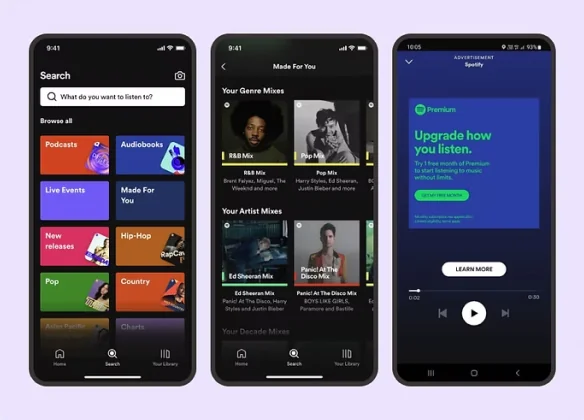 9:41
Search
What do you want to listen to?
Browse all
Podcasts
Audiobooks
Live Events
Made For
You
New
releases
Hip-Hop
RapCav
Pop
Country
Asian Pacific
Charts
Home
Search
Your Library
9:41
Made For You
Your Genre Mixes
R&B Mix
Pop Mix
R&B Mix
Brent Faiyaz, Miguel, The
Weeknd and more
Pop Mix
Harry Styles, Ed Sheeran,
Justin Bieber and more
Your Artist Mixes
Ed Sheeran Mix
Panic! At The
Disco Mix
Ed Sheeran Mix
Panic! At The Disco, Harry
Styles and Justin Bieber
Panic! At The Disco Mix
BOYS LIKE GIRLS,
Paramore and Bastille
Your Decade Mixes
Home
Search
Your Library
10:05
93%
ADVERTISEMENT
Spotify
Premium
Upgrade how
you listen.
Try 1 free month of Premium
to start listening to music
without limits.
GET 1ST FREE MONTH
LEARN MORE
0:02
0:30